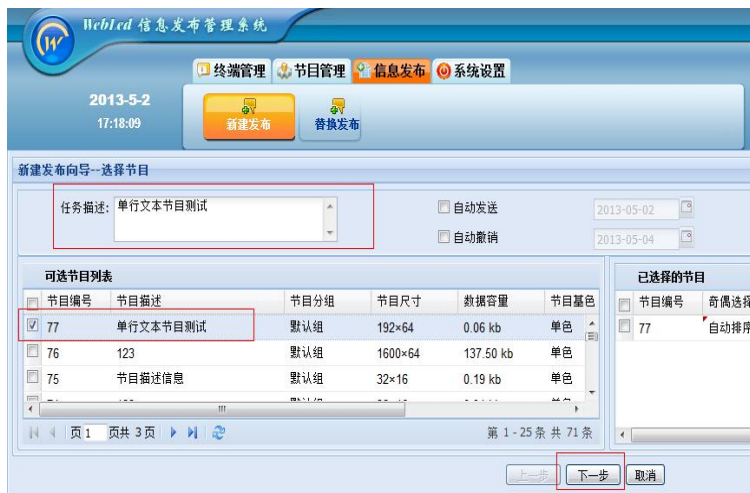 WebLed 信息发布管理系统
终端管理 节目管理 信息发布 系统设置
2013-5-2
17:18:09
新建发布 替换发布
新建发布向导--选择节目
任务描述: 单行文本节目测试
自动发送 2013-05-02
自动撤销 2013-05-04
可选节目列表
节目编号 节目描述 节目分组 节目尺寸 数据容量 节目基色
77 单行文本节目测试 默认组 192×64 0.06 kb 单色
76 123 默认组 1600×64 137.50 kb 单色
75 节目描述信息 默认组 32×16 0.19 kb 单色
页 1 页共 3 页 第 1 - 25 条 共 71 条
已选择的节目
节目编号 奇偶选择
77 自动排序
上一步 下一步 取消